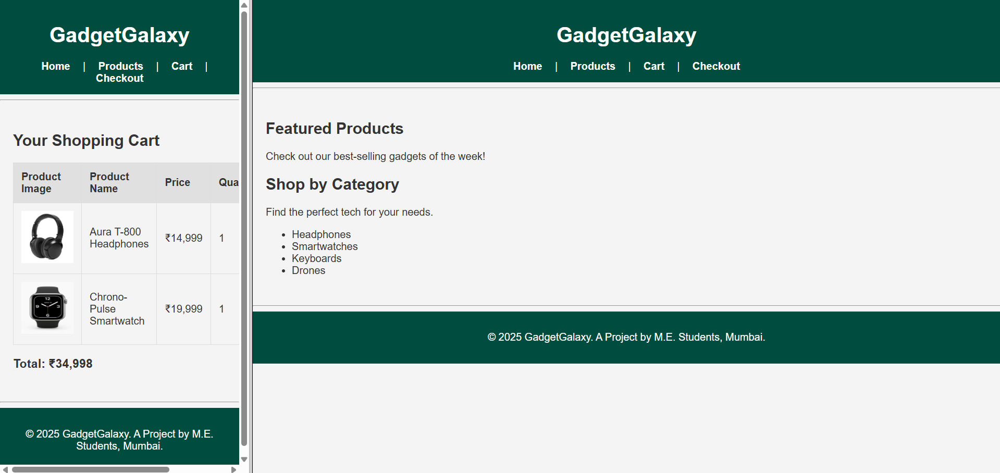 GadgetGalaxy
Home | Products | Cart |
Checkout
Your Shopping Cart
Product Image Product Name Price Qua
Aura T-800 Headphones ₹14,999 1
Chrono-Pulse Smartwatch ₹19,999 1
Total: ₹34,998
© 2025 GadgetGalaxy. A Project by M.E.
Students, Mumbai.
GadgetGalaxy
Home | Products | Cart | Checkout
Featured Products
Check out our best-selling gadgets of the week!
Shop by Category
Find the perfect tech for your needs.
• Headphones
• Smartwatches
• Keyboards
• Drones
© 2025 GadgetGalaxy. A Project by M.E. Students, Mumbai.